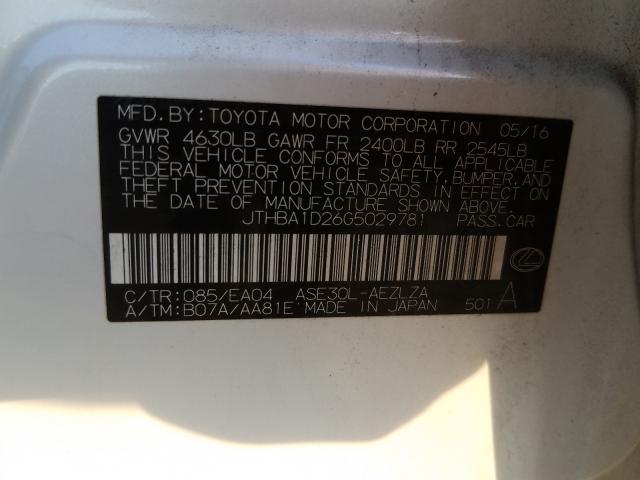 MFD. BY: TOYOTA MOTOR CORPORATION 05/16
GVWR 4630LB GAWR FR 2400LB RR 2545LB
THIS VEHICLE CONFORMS TO ALL APPLICABLE
FEDERAL MOTOR VEHICLE SAFETY, BUMPER, AND
THEFT PREVENTION STANDARDS IN EFFECT ON
THE DATE OF MANUFACTURE SHOWN ABOVE.
JTHBA1D26G5029781 PASS. CAR
C/TR: 085/EA04 ASE30L-AEZLZA
A/TM: B07A/AA81E MADE IN JAPAN 501 A